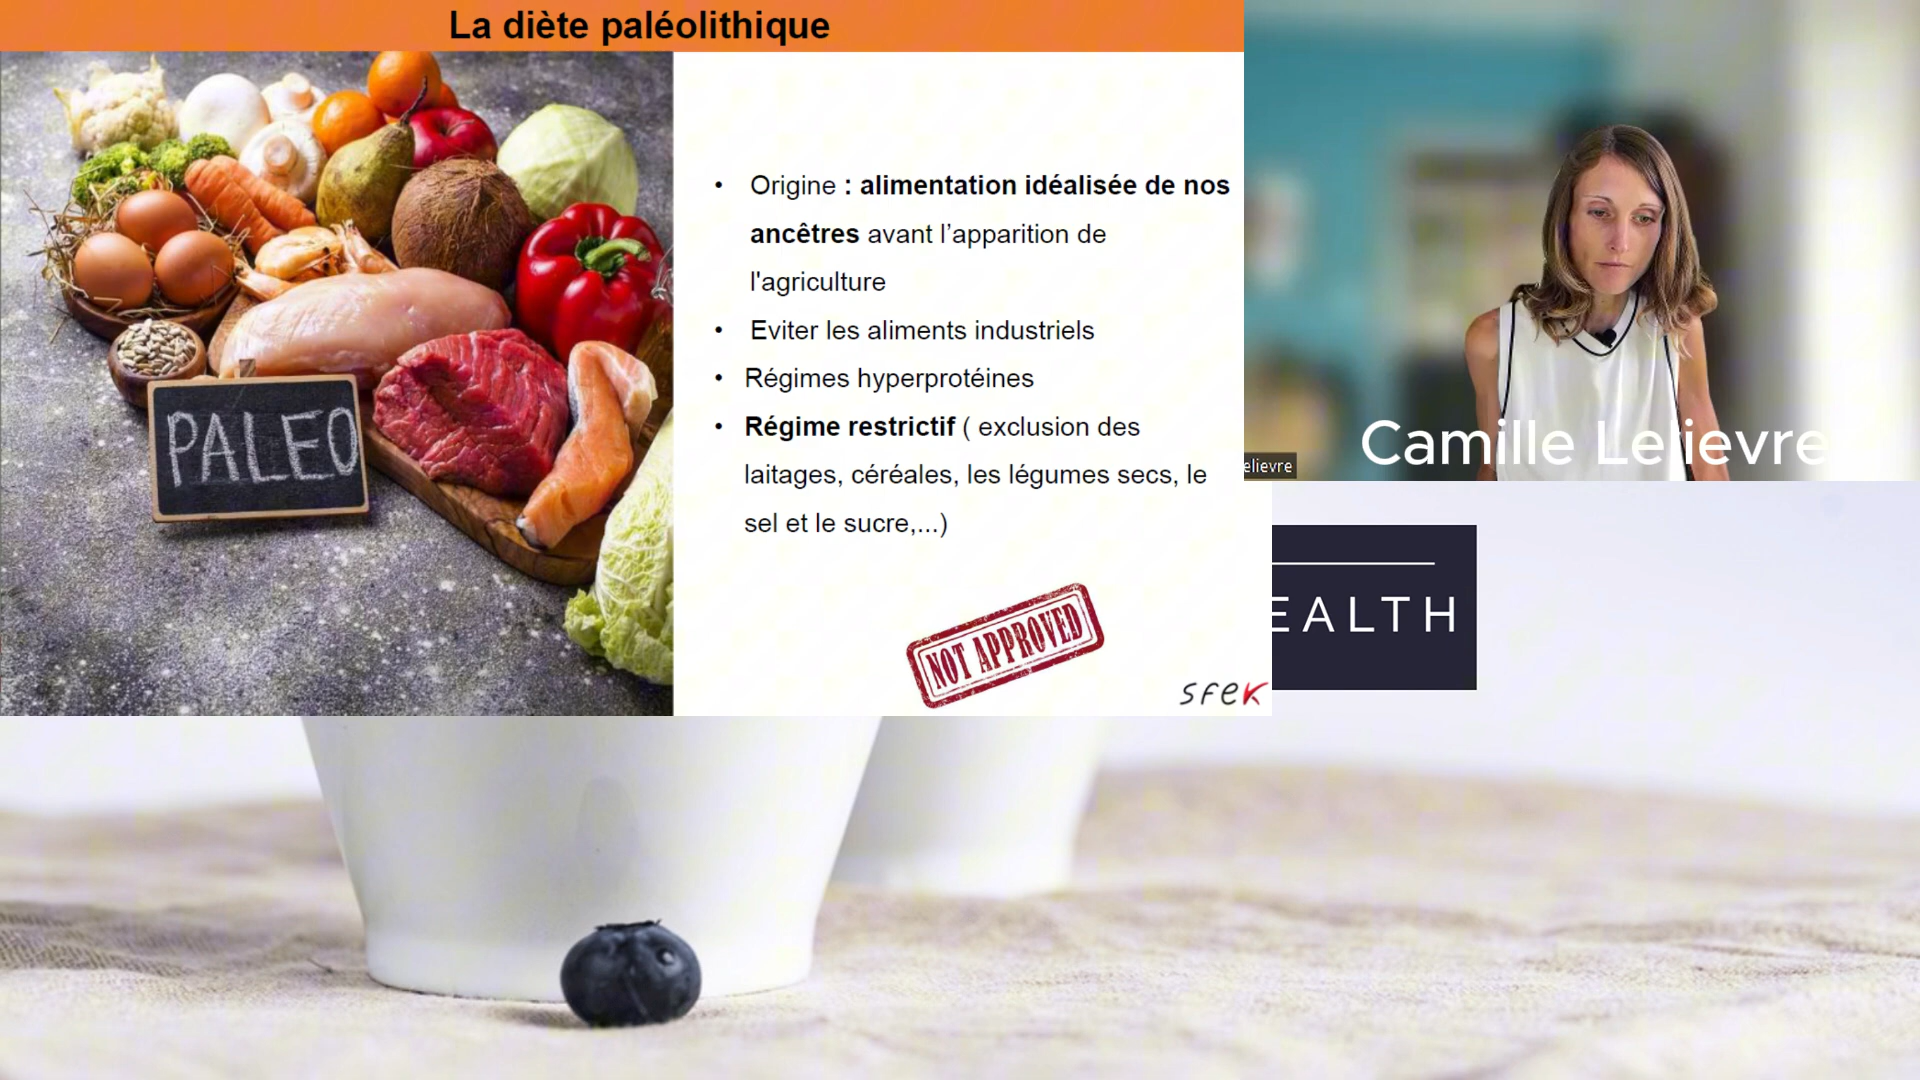 La diète paléolithique
PALEO
• Origine : alimentation idéalisée de nos
ancêtres avant l’apparition de
l'agriculture
• Eviter les aliments industriels
• Régimes hyperprotéines
• Régime restrictif ( exclusion des
laitages, céréales, les légumes secs, le
sel et le sucre,...)
NOT APPROVED
sfek
Camille Lelievre
elievre
EALTH